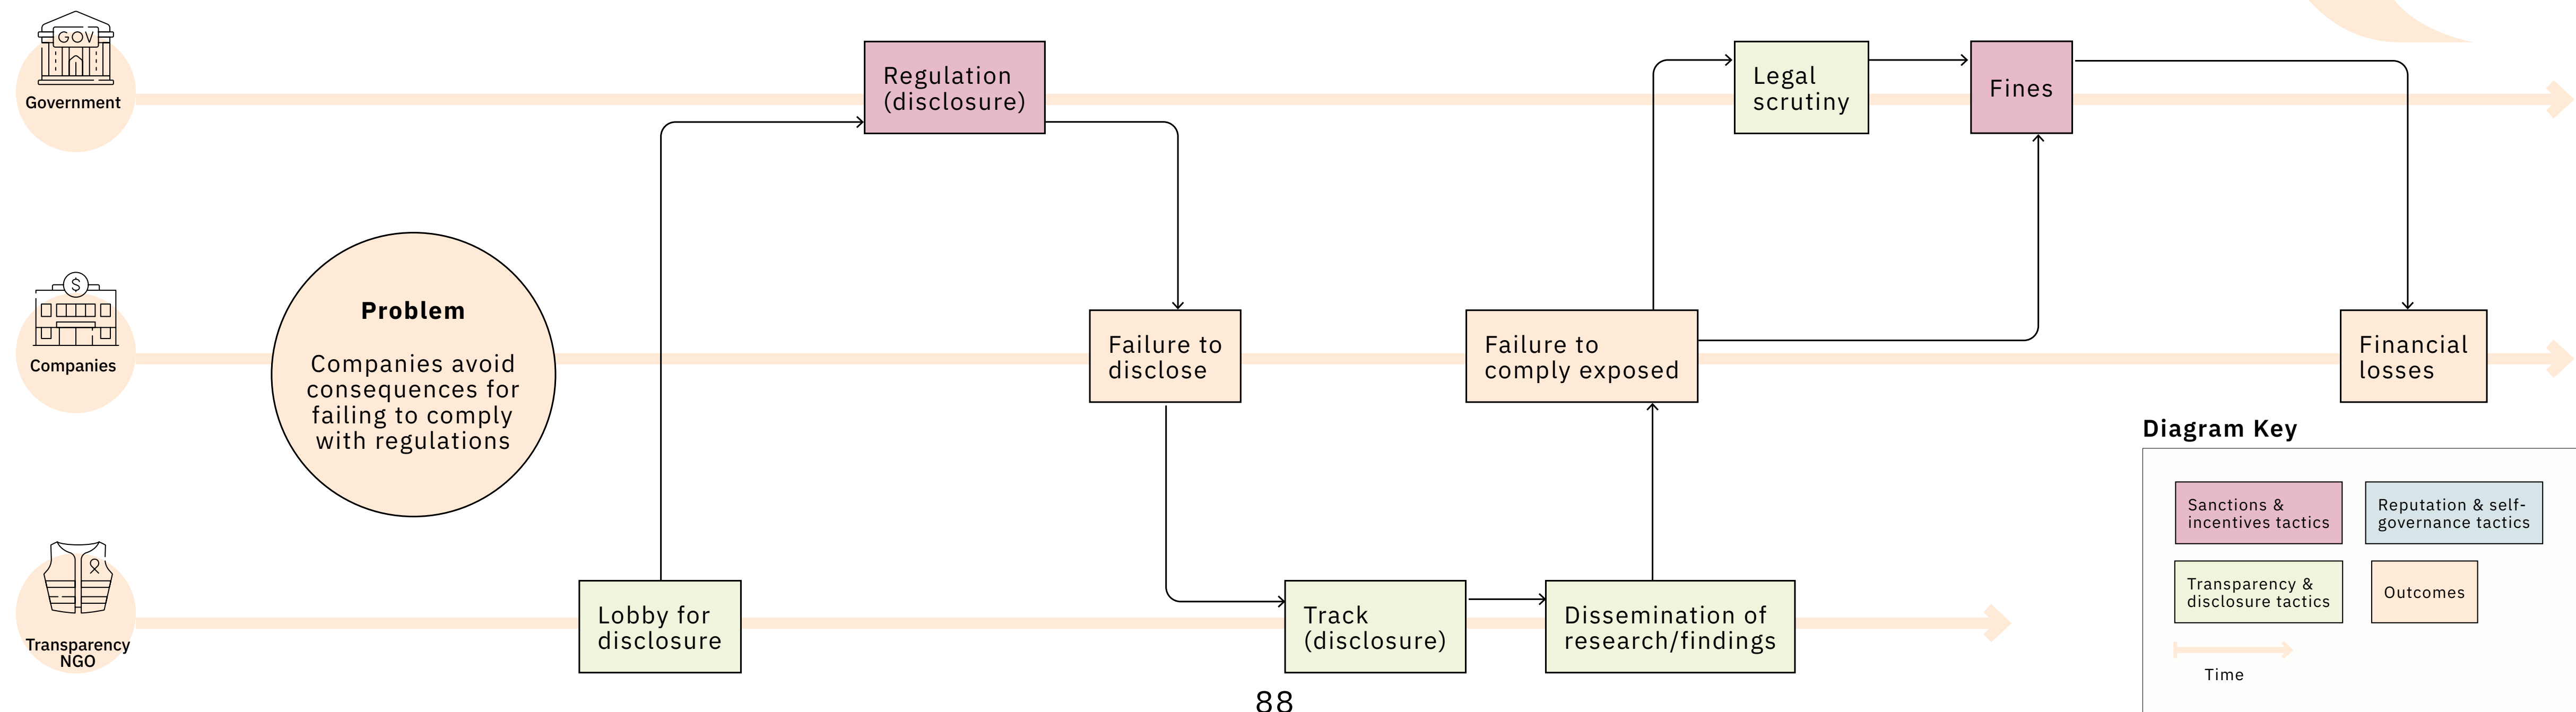 GOV
Government
Regulation
(disclosure)
Legal
scrutiny
Fines
$
Companies
Problem
Companies avoid
consequences for
failing to comply
with regulations
Failure to
disclose
Failure to
comply exposed
Financial
losses
Transparency
NGO
Lobby for
disclosure
Track
(disclosure)
Dissemination of
research/findings
Diagram Key
Sanctions &
incentives tactics
Reputation & self-
governance tactics
Transparency &
disclosure tactics
Outcomes
Time
88